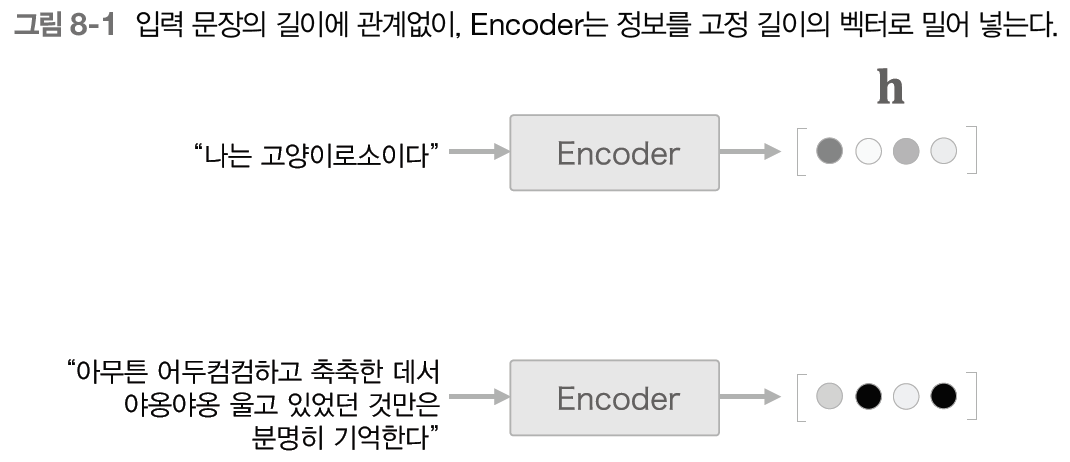 그림 8-1 입력 문장의 길이에 관계없이, Encoder는 정보를 고정 길이의 벡터로 밀어 넣는다.
h
“나는 고양이로소이다”
Encoder
“아무튼 어두컴컴하고 축축한 데서
야옹야옹 울고 있었던 것만은
분명히 기억한다”
Encoder